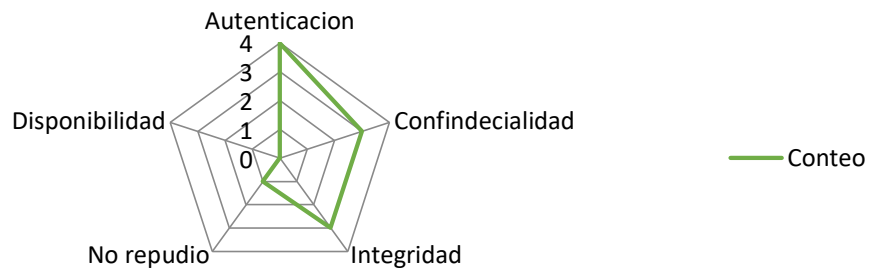 Autenticacion
4
3
2
1
0
Disponibilidad
Confindecialidad
Conteo
No repudio
Integridad